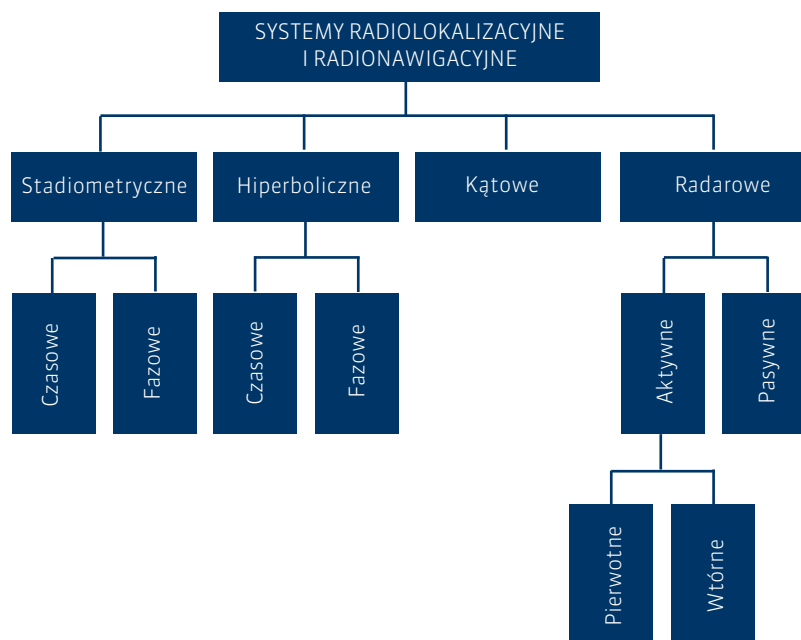 SYSTEMY RADIOLOKALIZACYJNE
I RADIONAWIGACYJNE
Stadiometryczne
Hiperboliczne
Kątowe
Radarowe
Czasowe
Fazowe
Czasowe
Fazowe
Aktywne
Pasywne
Pierwotne
Wtórne